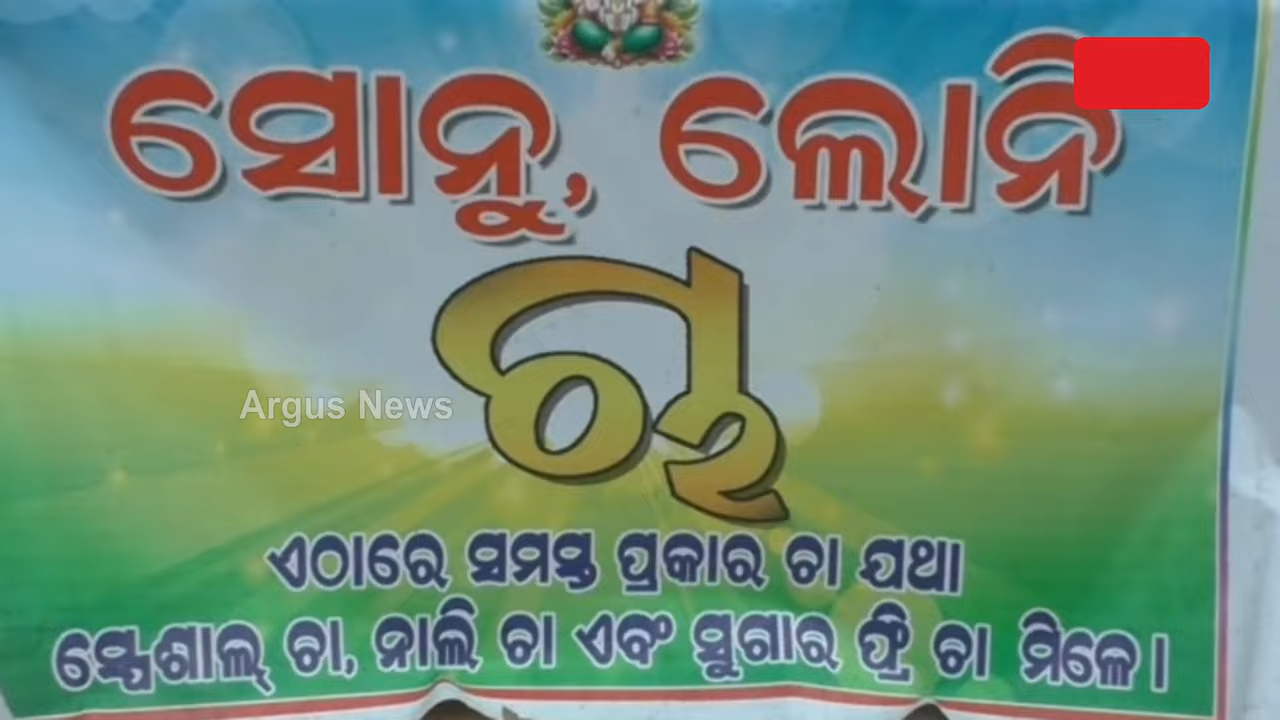 ସୋନୁ, ଲୋନି
ଚା
Argus News
ଏଠାରେ ସମସ୍ତ ପ୍ରକାର ଚା ଯଥା
ସ୍ପେଶାଲ୍ ଚା, ନାଲି ଚା ଏବଂ ସୁଗାର ଫ୍ରି ଚା ମିଳେ।